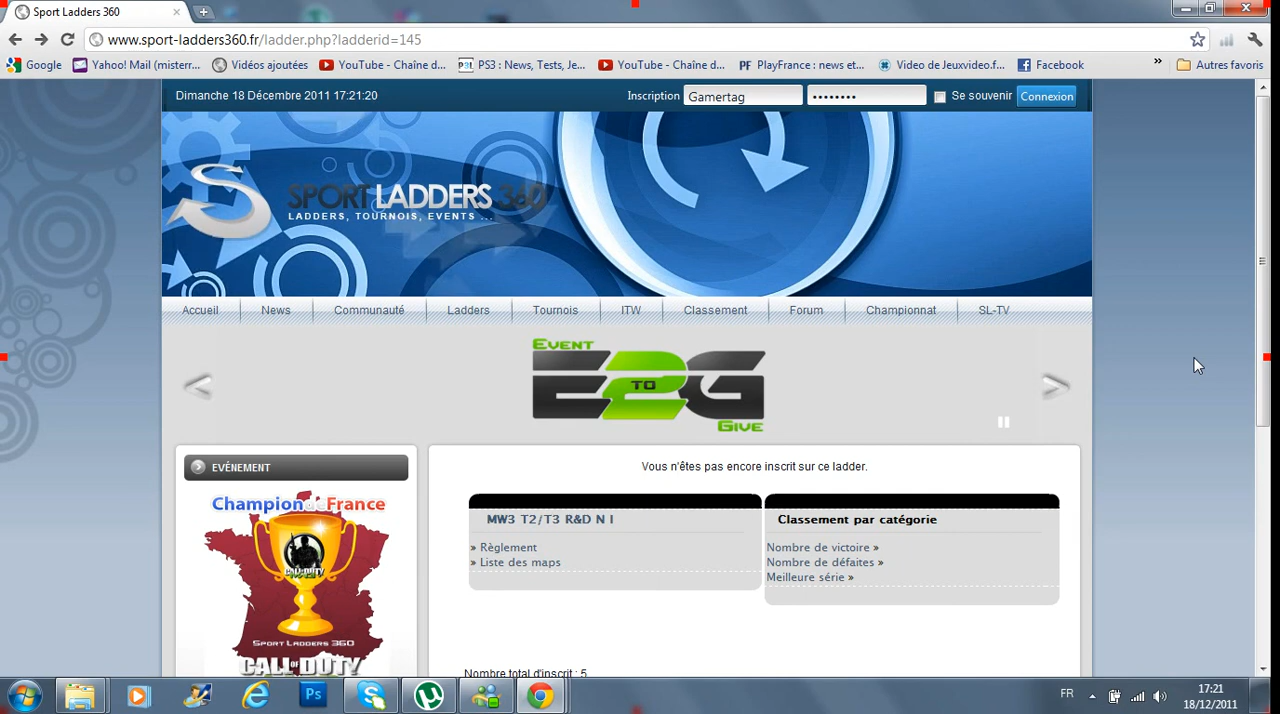 Sport Ladders 360
www.sport-ladders360.fr/ladder.php?ladderid=145
Google Yahoo! Mail (misterr... Vidéos ajoutées YouTube - Chaîne d... PS3 : News, Tests, Je... YouTube - Chaîne d... PlayFrance : news et... Video de Jeuxvideo.f... Facebook » Autres favoris
Dimanche 18 Décembre 2011 17:21:20 Inscription Gamertag •••••••• Se souvenir Connexion
SPORT LADDERS 360
LADDERS, TOURNOIS, EVENTS ...
Accueil News Communauté Ladders Tournois ITW Classement Forum Championnat SL-TV
EVENT
E2G
TO
GIVE
EVÉNEMENT
Champion de France
CALL OF DUTY
SPORT LADDERS 360
CALL OF DUTY
Vous n'êtes pas encore inscrit sur ce ladder.
MW3 T2/T3 R&D N I
» Règlement
» Liste des maps
Classement par catégorie
Nombre de victoire »
Nombre de défaites »
Meilleure série »
Nombre total d'inscrit : 5
Ps
FR
17:21
18/12/2011